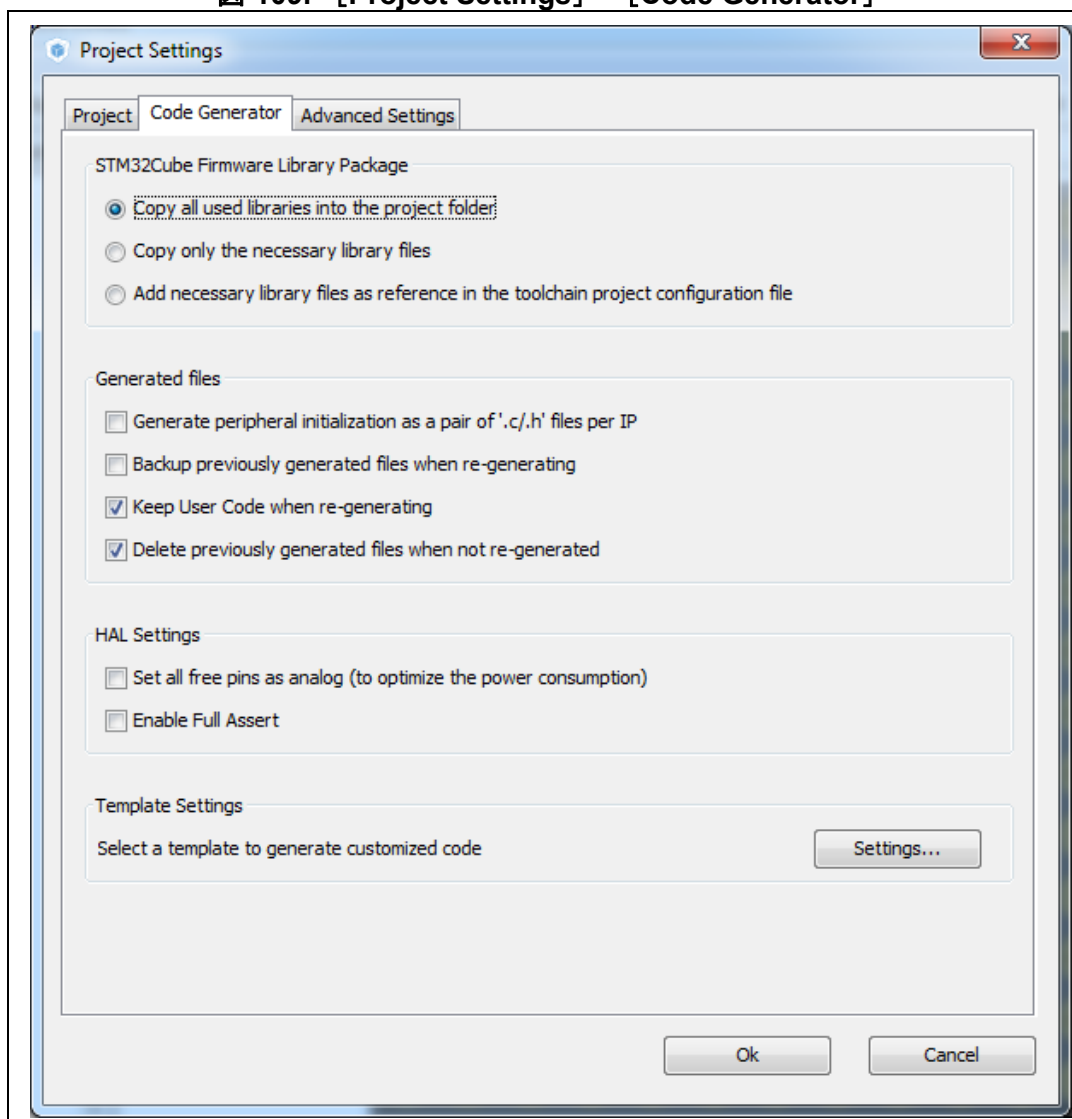 [Project Settings] [Code Generator]
Project Settings
Project Code Generator Advanced Settings
STM32Cube Firmware Library Package
Copy all used libraries into the project folder
Copy only the necessary library files
Add necessary library files as reference in the toolchain project configuration file
Generated files
Generate peripheral initialization as a pair of '.c/.h' files per IP
Backup previously generated files when re-generating
Keep User Code when re-generating
Delete previously generated files when not re-generated
HAL Settings
Set all free pins as analog (to optimize the power consumption)
Enable Full Assert
Template Settings
Select a template to generate customized code Settings...
Ok Cancel